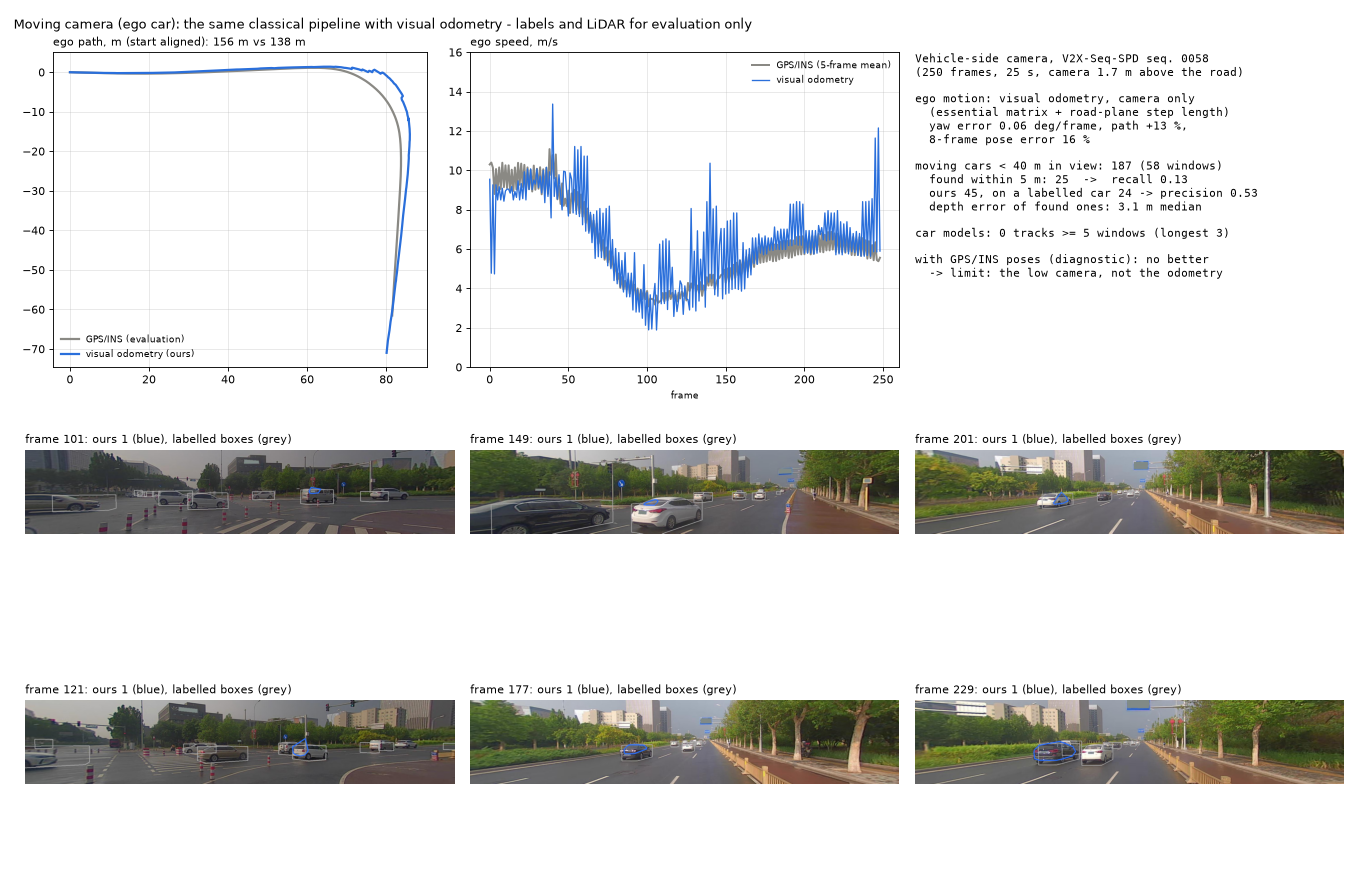 Moving camera (ego car): the same classical pipeline with visual odometry - labels and LiDAR for evaluation only
ego path, m (start aligned): 156 m vs 138 m
0
−10
−20
−30
−40
−50
−60
−70
0
20
40
60
80
GPS/INS (evaluation)
visual odometry (ours)
ego speed, m/s
16
14
12
10
8
6
4
2
0
0
50
100
150
200
250
frame
GPS/INS (5-frame mean)
visual odometry
Vehicle-side camera, V2X-Seq-SPD seq. 0058
(250 frames, 25 s, camera 1.7 m above the road)
ego motion: visual odometry, camera only
(essential matrix + road-plane step length)
yaw error 0.06 deg/frame, path +13 %,
8-frame pose error 16 %
moving cars < 40 m in view: 187 (58 windows)
found within 5 m: 25  ->  recall 0.13
ours 45, on a labelled car 24 -> precision 0.53
depth error of found ones: 3.1 m median
car models: 0 tracks >= 5 windows (longest 3)
with GPS/INS poses (diagnostic): no better
-> limit: the low camera, not the odometry
frame 101: ours 1 (blue), labelled boxes (grey)
frame 149: ours 1 (blue), labelled boxes (grey)
frame 201: ours 1 (blue), labelled boxes (grey)
frame 121: ours 1 (blue), labelled boxes (grey)
frame 177: ours 1 (blue), labelled boxes (grey)
frame 229: ours 1 (blue), labelled boxes (grey)